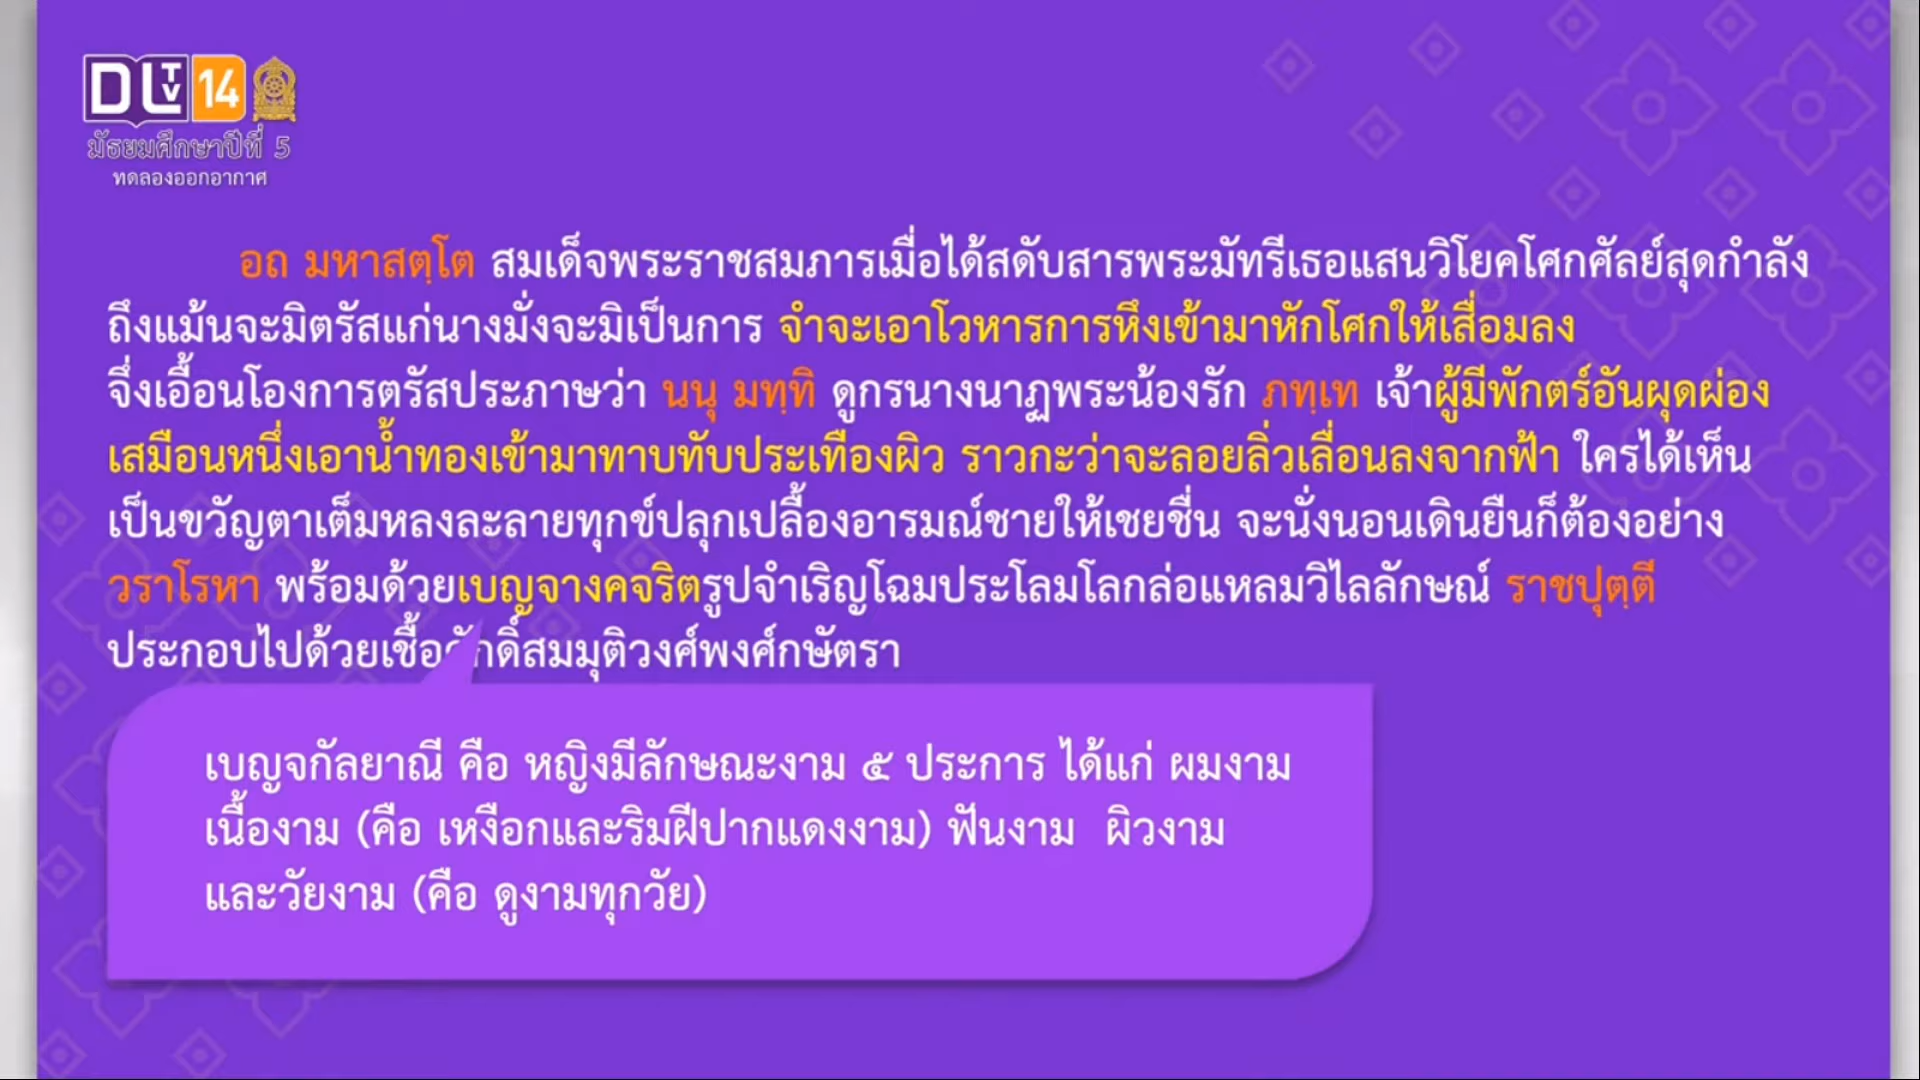 DLTV 14
มัธยมศึกษาปีที่ 5
ทดลองออกอากาศ
อถ มหาสตฺโต สมเด็จพระราชสมภารเมื่อได้สดับสารพระมัทรีเธอแสนวิโยคโศกศัลย์สุดกำลัง
ถึงแม้นจะมิตรัสแก่นางมั่งจะมิเป็นการ จำจะเอาโวหารการหึงเข้ามาหักโศกให้เสื่อมลง
จึ่งเอื้อนโองการตรัสประภาษว่า นนุ มทฺทิ ดูกรนางนาฏพระน้องรัก ภทฺเท เจ้าผู้มีพักตร์อันผุดผ่อง
เสมือนหนึ่งเอาน้ำทองเข้ามาทาบทับประเทืองผิว ราวกะว่าจะลอยลิ่วเลื่อนลงจากฟ้า ใครได้เห็น
เป็นขวัญตาเต็มหลงละลายทุกข์ปลุกเปลื้องอารมณ์ชายให้เชยชื่น จะนั่งนอนเดินยืนก็ต้องอย่าง
วราโรหา พร้อมด้วยเบญจางคจริตรูปจำเริญโฉมประโลมโลกล่อแหลมวิไลลักษณ์ ราชปุตฺตี
ประกอบไปด้วยเชื้อศักดิ์สมมุติวงศ์พงศ์กษัตรา
เบญจกัลยาณี คือ หญิงมีลักษณะงาม ๕ ประการ ได้แก่ ผมงาม
เนื้องาม (คือ เหงือกและริมฝีปากแดงงาม) ฟันงาม ผิวงาม
และวัยงาม (คือ ดูงามทุกวัย)